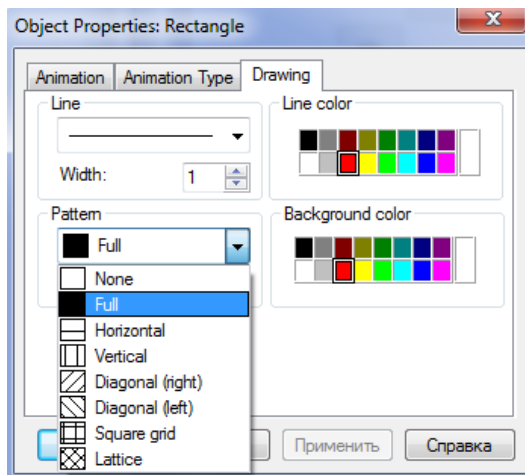 Object Properties: Rectangle
Animation Animation Type Drawing
Line Line color
Width: 1
Pattern Background color
Full
None
Full
Horizontal
Vertical
Diagonal (right)
Diagonal (left)
Square grid
Lattice
Применить Справка